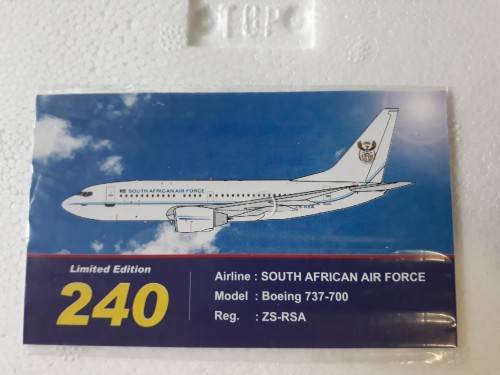 TOP
SOUTH AFRICAN AIR FORCE
Limited Edition
240
Airline : SOUTH AFRICAN AIR FORCE
Model : Boeing 737-700
Reg. : ZS-RSA